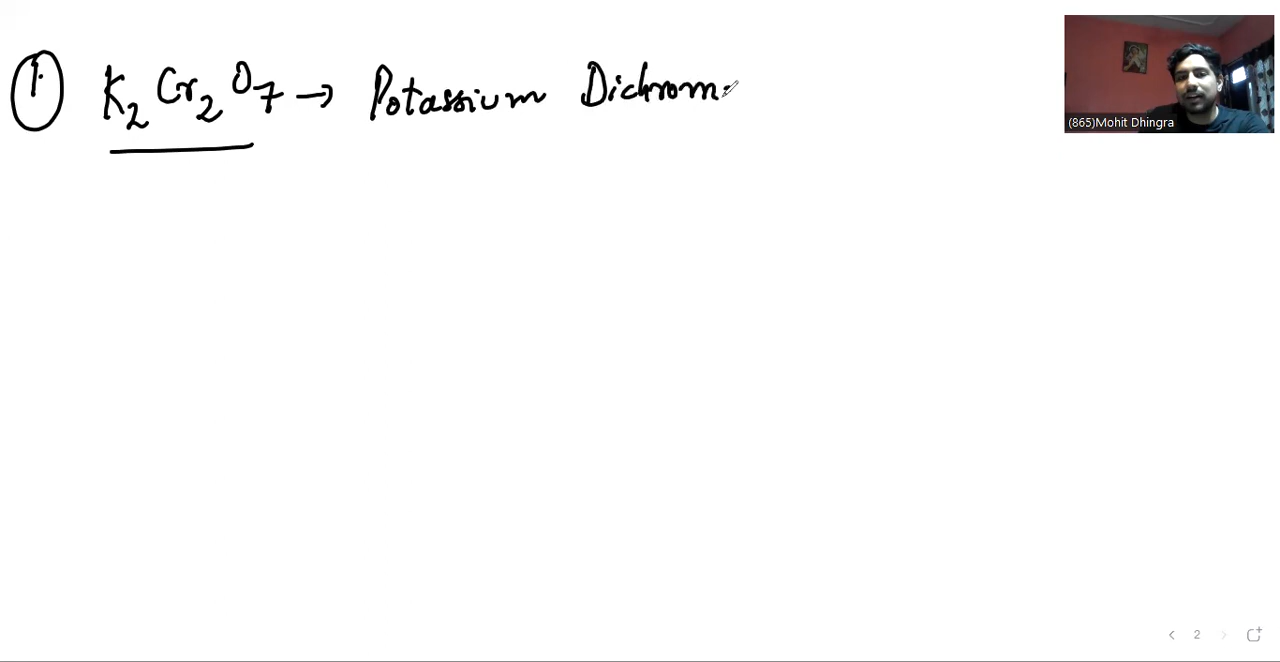 ① K₂Cr₂O₇ → Potassium Dichrom
(865)Mohit Dhingra
2